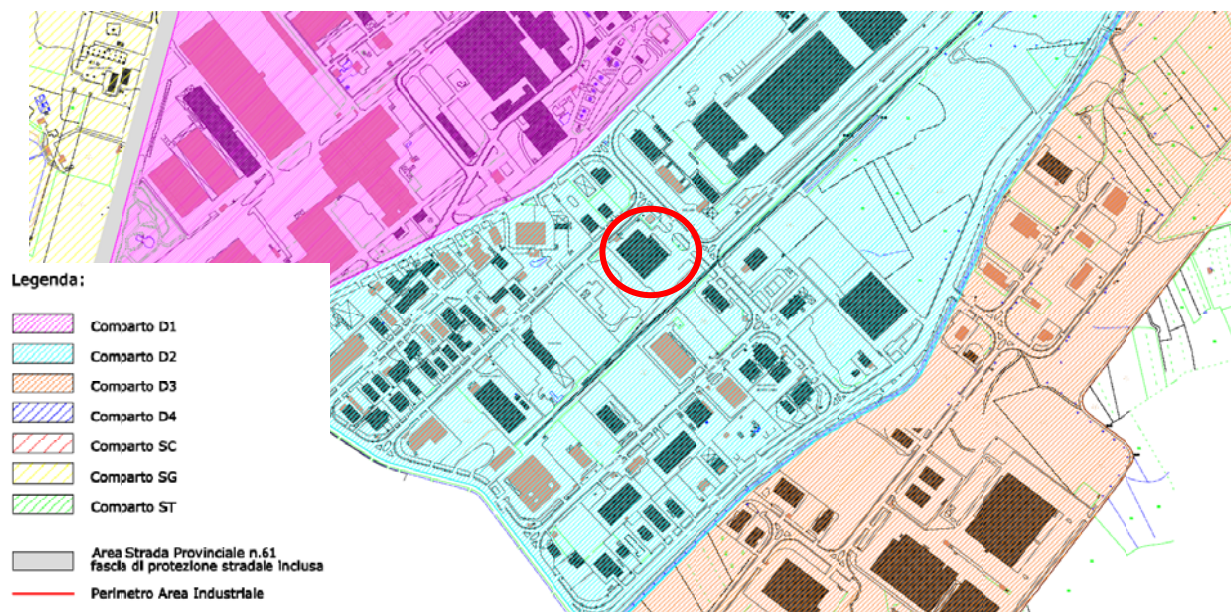 Legenda:
Comparto D1
Comparto D2
Comparto D3
Comparto D4
Comparto SC
Comparto SG
Comparto ST
Area Strada Provinciale n.61
fascia di protezione stradale inclusa
Perimetro Area Industriale